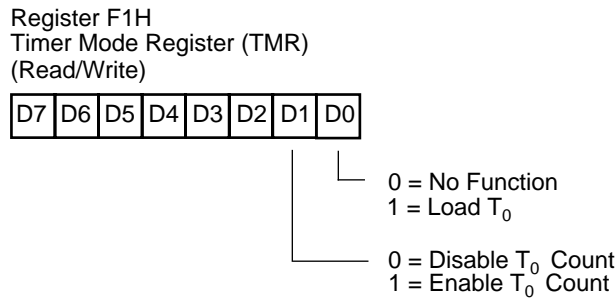 Register F1H
Timer Mode Register (TMR)
(Read/Write)
D7 D6 D5 D4 D3 D2 D1 D0
0 = No Function
1 = Load T0
0 = Disable T0 Count
1 = Enable T0 Count